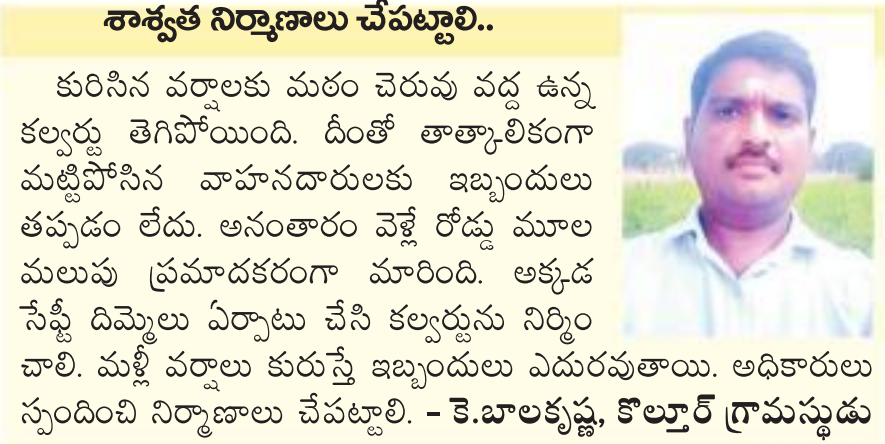 శాశ్వత నిర్మాణాలు చేపట్టాలి..
కురిసిన వర్షాలకు మఠం చెరువు వద్ద ఉన్న
కల్వర్టు తెగిపోయింది. దీంతో తాత్కాలికంగా
మట్టిపోసిన వాహనదారులకు ఇబ్బందులు
తప్పడం లేదు. అనంతారం వెళ్లే రోడ్డు మూల
మలుపు ప్రమాదకరంగా మారింది. అక్కడ
సేఫ్టీ దిమ్మెలు ఏర్పాటు చేసి కల్వర్టును నిర్మిం
చాలి. మళ్లీ వర్షాలు కురుస్తే ఇబ్బందులు ఎదురవుతాయి. అధికారులు
స్పందించి నిర్మాణాలు చేపట్టాలి. – కె.బాలకృష్ణ, కొల్తూర్ గ్రామస్థుడు